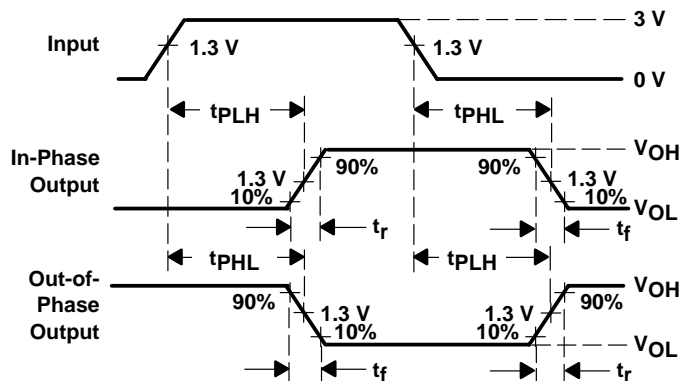 3 V
Input
1.3 V
1.3 V
0 V
tPLH
tPHL
In-Phase
Output
VOH
90%
90%
1.3 V
1.3 V
10%
10%
VOL
tr
tf
tPHL
tPLH
Out-of-
Phase
Output
VOH
90%
90%
1.3 V
1.3 V
10%
10%
VOL
tf
tr